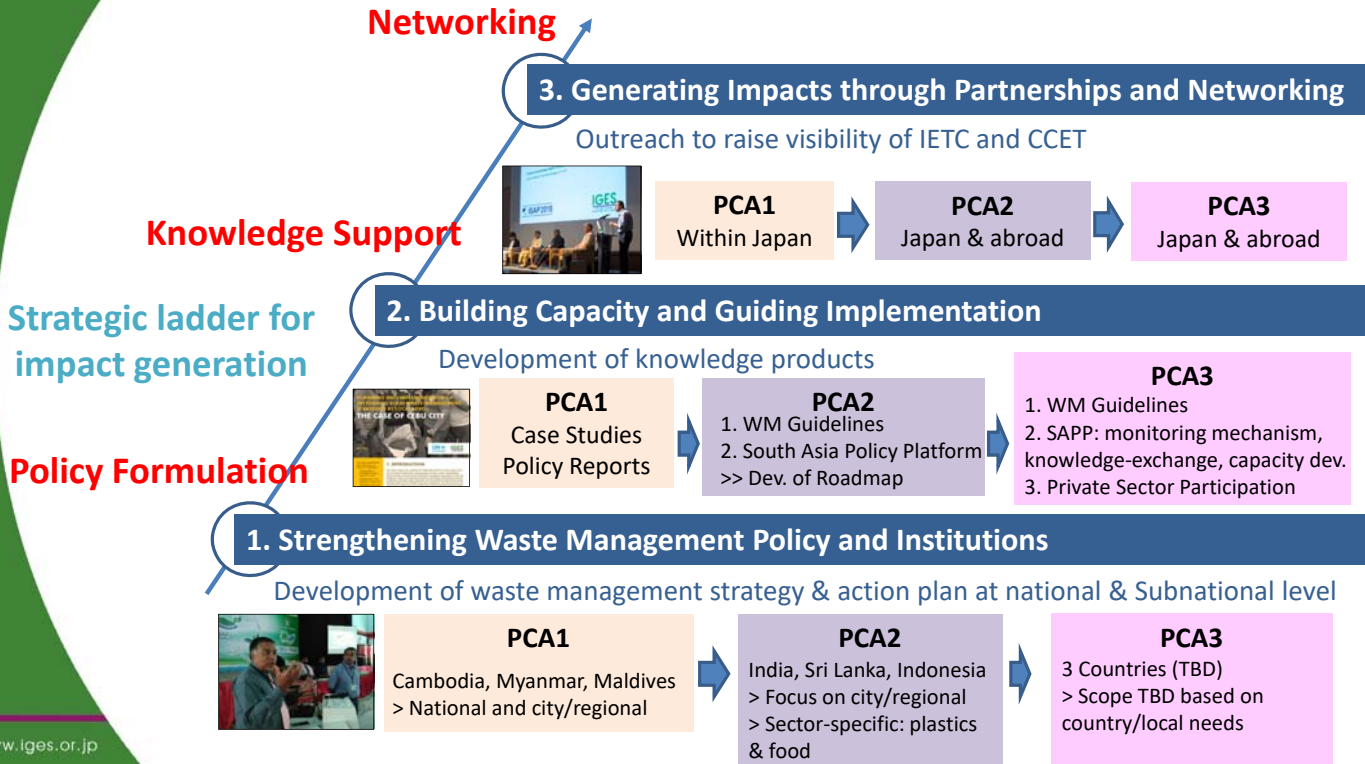 Networking
3. Generating Impacts through Partnerships and Networking
Outreach to raise visibility of IETC and CCET
IGES
PCA1
Within Japan
PCA2
Japan & abroad
PCA3
Japan & abroad
Knowledge Support
Strategic ladder for
impact generation
2. Building Capacity and Guiding Implementation
Development of knowledge products
THE CASE OF CEBU CITY
PCA1
Case Studies
Policy Reports
PCA2
1. WM Guidelines
2. South Asia Policy Platform
>> Dev. of Roadmap
PCA3
1. WM Guidelines
2. SAPP: monitoring mechanism,
knowledge-exchange, capacity dev.
3. Private Sector Participation
Policy Formulation
1. Strengthening Waste Management Policy and Institutions
Development of waste management strategy & action plan at national & Subnational level
PCA1
Cambodia, Myanmar, Maldives
> National and city/regional
PCA2
India, Sri Lanka, Indonesia
> Focus on city/regional
> Sector-specific: plastics
& food
PCA3
3 Countries (TBD)
> Scope TBD based on
country/local needs
w.iges.or.jp